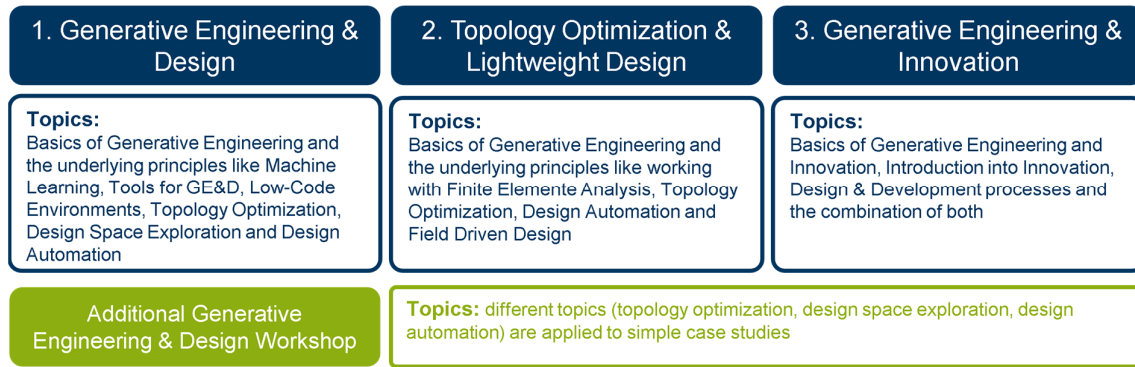 1. Generative Engineering &
Design
2. Topology Optimization &
Lightweight Design
3. Generative Engineering &
Innovation
Topics:
Basics of Generative Engineering and
the underlying principles like Machine
Learning, Tools for GE&D, Low-Code
Environments, Topology Optimization,
Design Space Exploration and Design
Automation
Topics:
Basics of Generative Engineering and
the underlying principles like working
with Finite Elemente Analysis, Topology
Optimization, Design Automation and
Field Driven Design
Topics:
Basics of Generative Engineering and
Innovation, Introduction into Innovation,
Design & Development processes and
the combination of both
Additional Generative
Engineering & Design Workshop
Topics: different topics (topology optimization, design space exploration, design
automation) are applied to simple case studies